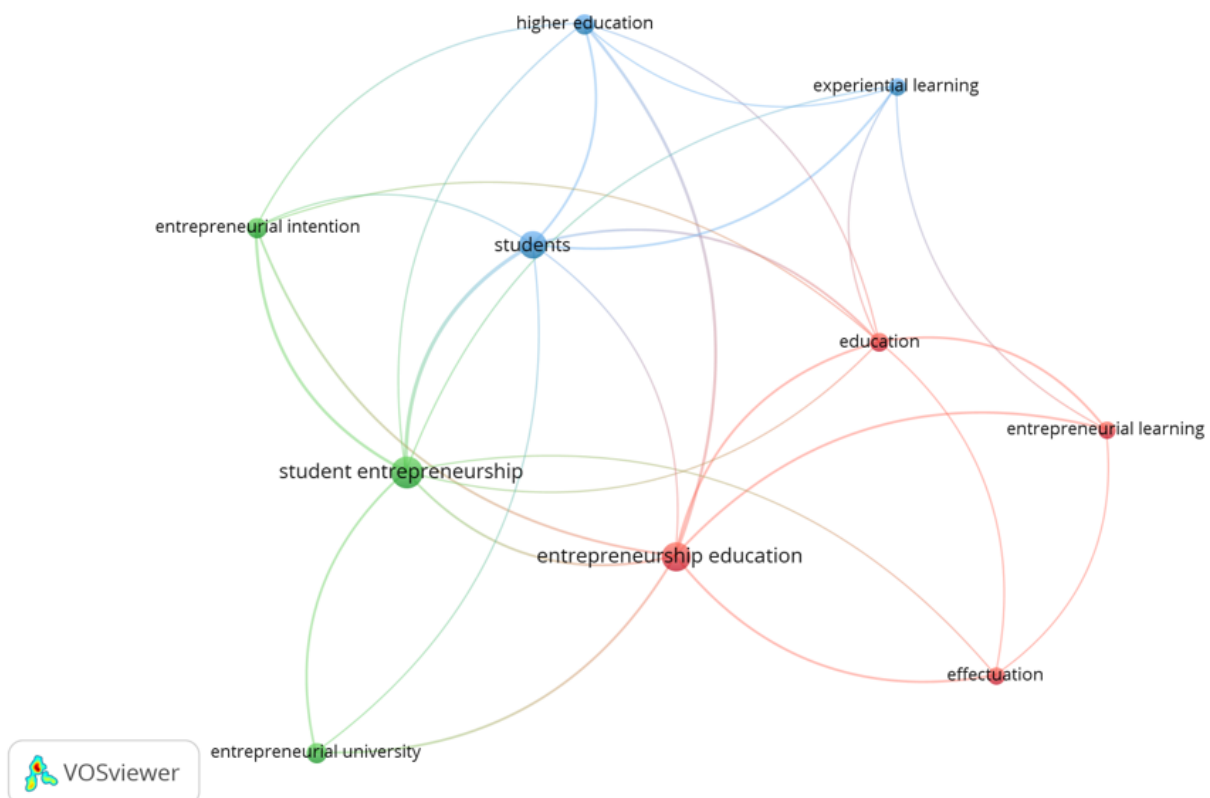 higher education
experiential learning
entrepreneurial intention
students
education
entrepreneurial learning
student entrepreneurship
entrepreneurship education
effectuation
entrepreneurial university
VOSviewer